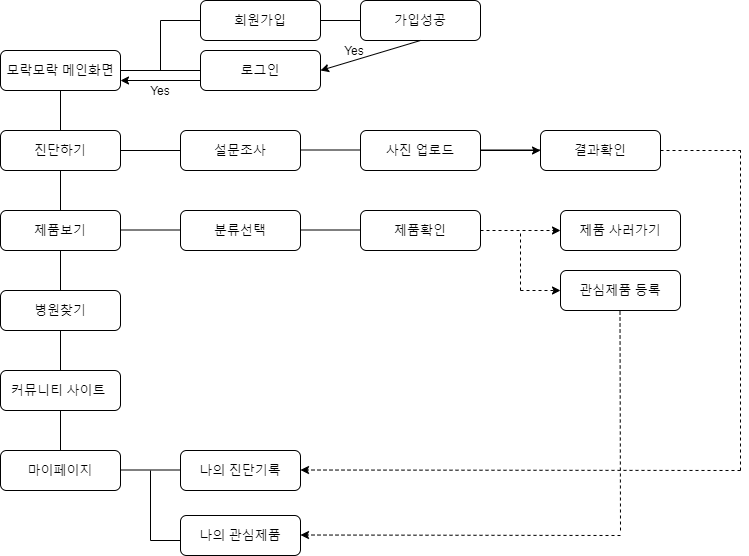 회원가입
가입성공
Yes
모락모락 메인화면
로그인
Yes
진단하기
설문조사
사진 업로드
결과확인
제품보기
분류선택
제품확인
제품 사러가기
관심제품 등록
병원찾기
커뮤니티 사이트
마이페이지
나의 진단기록
나의 관심제품